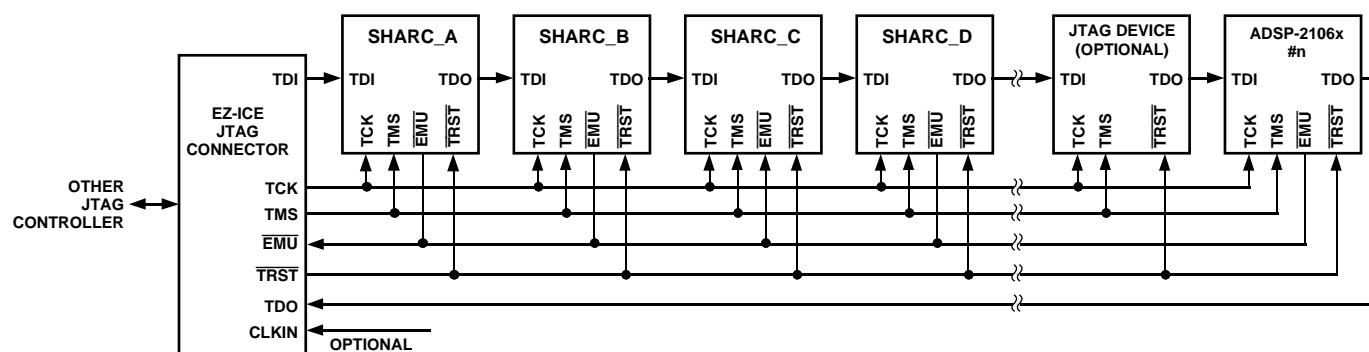 SHARC_A
TDI TDO
TCK
TMS
EMU
TRST
SHARC_B
TDI TDO
TCK
TMS
EMU
TRST
SHARC_C
TDI TDO
TCK
TMS
EMU
TRST
SHARC_D
TDI TDO
TCK
TMS
EMU
TRST
JTAG DEVICE
(OPTIONAL)
TDI TDO
TCK
TMS
TRST
ADSP-2106x
#n
TDI TDO
TCK
TMS
EMU
TRST
OTHER
JTAG
CONTROLLER
TDI
EZ-ICE
JTAG
CONNECTOR
TCK
TMS
EMU
TRST
TDO
CLKIN
OPTIONAL